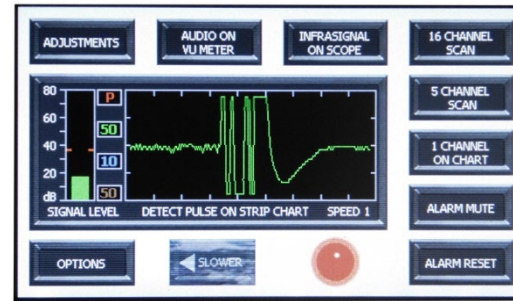 ADJUSTMENTS
AUDIO ON
VU METER
INFRASIGNAL
ON SCOPE
16 CHANNEL
SCAN
80
60
40
20
dB
P
50
10
50
5 CHANNEL
SCAN
1 CHANNEL
ON CHART
SIGNAL LEVEL
DETECT PULSE ON STRIP CHART
SPEED 1
ALARM MUTE
OPTIONS
SLOWER
ALARM RESET